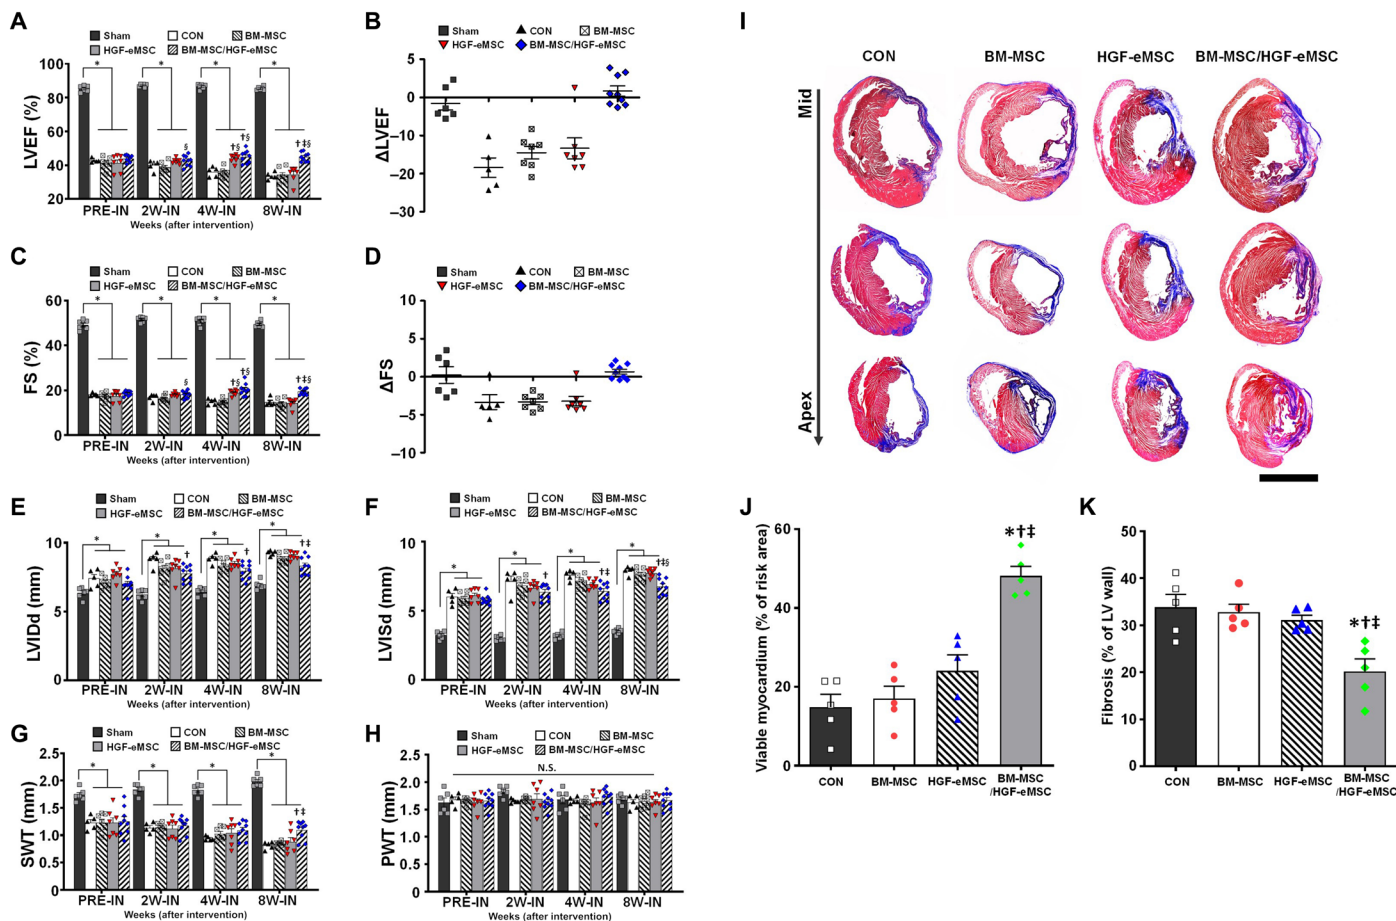 A
Sham CON BM-MSC
HGF-eMSC BM-MSC/HGF-eMSC
LVEF (%)
100
80
60
40
20
* * * *
§ †§ †§ †‡§
PRE-IN 2W-IN 4W-IN 8W-IN
Weeks (after intervention)
B
Sham CON BM-MSC
HGF-eMSC BM-MSC/HGF-eMSC
ΔLVEF
5
0
−10
−20
−30
C
Sham CON BM-MSC
HGF-eMSC BM-MSC/HGF-eMSC
FS (%)
60
40
20
0
* * * *
§ †§ †§ †‡§
PRE-IN 2W-IN 4W-IN 8W-IN
Weeks (after intervention)
D
Sham CON BM-MSC
HGF-eMSC BM-MSC/HGF-eMSC
ΔFS
10
5
0
−5
−10
E
Sham CON BM-MSC
HGF-eMSC BM-MSC/HGF-eMSC
LVIDd (mm)
10
5
0
* * * *
† † †‡
PRE-IN 2W-IN 4W-IN 8W-IN
Weeks (after intervention)
F
Sham CON BM-MSC
HGF-eMSC BM-MSC/HGF-eMSC
LVISd (mm)
10
5
0
* * * *
† †‡ †‡§
PRE-IN 2W-IN 4W-IN 8W-IN
Weeks (after intervention)
G
Sham CON BM-MSC
HGF-eMSC BM-MSC/HGF-eMSC
SWT (mm)
2.5
2.0
1.5
1.0
0.5
0
* * * *
†‡
PRE-IN 2W-IN 4W-IN 8W-IN
Weeks (after intervention)
H
Sham CON BM-MSC
HGF-eMSC BM-MSC/HGF-eMSC
PWT (mm)
2.5
2.0
1.5
1.0
0.5
0
N.S.
PRE-IN 2W-IN 4W-IN 8W-IN
Weeks (after intervention)
I
CON BM-MSC HGF-eMSC BM-MSC/HGF-eMSC
Mid
Apex
J
Viable myocardium (% of risk area)
60
40
20
0
*†‡
CON BM-MSC HGF-eMSC BM-MSC
/HGF-eMSC
K
Fibrosis (% of LV wall)
50
40
30
20
10
0
*†‡
CON BM-MSC HGF-eMSC BM-MSC
/HGF-eMSC